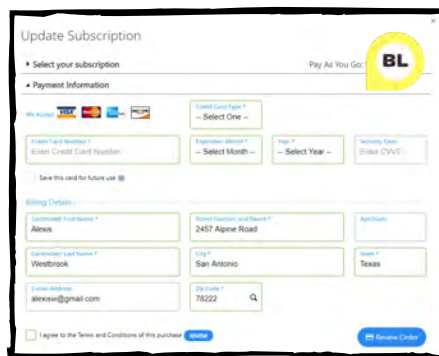 Update Subscription
Select your subscription Pay As You Go:
BL
Payment Information
We Accept VISA
Credit Card Type *
-- Select One --
Credit Card Number * Expiration Month * Year * Security Code
Enter Credit Card Number -- Select Month -- -- Select Year -- Enter CVV2
Save this card for future use
Billing Details
Cardholder First Name * Street Number and Name * Apt/Suite
Alexis 2457 Alpine Road
Cardholder Last Name * City * State *
Westbrook San Antonio Texas
Email Address Zip Code *
alexisw@gmail.com 78222
I agree to the Terms and Conditions of this purchase REVIEW
Review Order